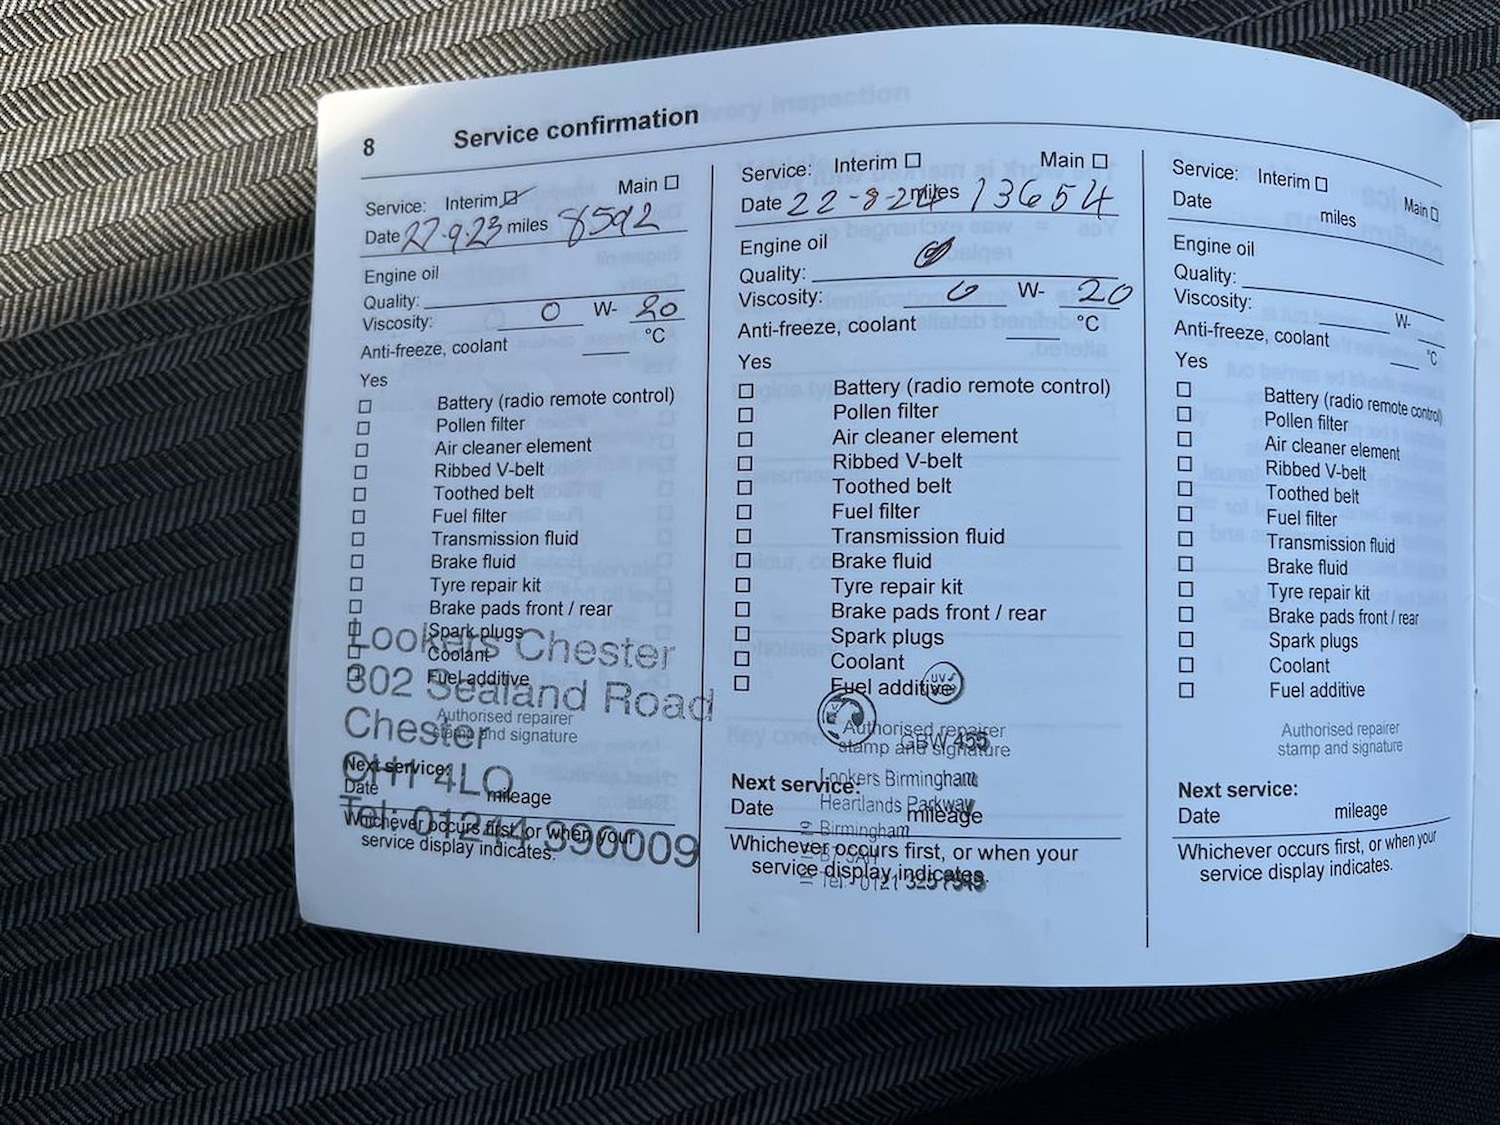 8 Service confirmation
Service: Interim Main
Date 27-9-23 miles 8592
Engine oil
Quality:
Viscosity: 0 W- 20
Anti-freeze, coolant °C
Yes
Battery (radio remote control)
Pollen filter
Air cleaner element
Ribbed V-belt
Toothed belt
Fuel filter
Transmission fluid
Brake fluid
Tyre repair kit
Brake pads front / rear
Spark plugs
Coolant
Fuel additive
Authorised repairer
stamp and signature
Lookers Chester
302 Sealand Road
Chester
CH1 4LQ
Tel: 01244 390009
Next service:
Date mileage
Whichever occurs first, or when your
service display indicates.
Service: Interim Main
Date 22-8-24 miles 13654
Engine oil
Quality:
Viscosity: 0 W- 20
Anti-freeze, coolant °C
Yes
Battery (radio remote control)
Pollen filter
Air cleaner element
Ribbed V-belt
Toothed belt
Fuel filter
Transmission fluid
Brake fluid
Tyre repair kit
Brake pads front / rear
Spark plugs
Coolant
Fuel additive
Authorised repairer
stamp and signature
GBW 455
Lookers Birmingham
Heartlands Parkway
Birmingham
Tel: 0121
Next service:
Date mileage
Whichever occurs first, or when your
service display indicates.
Service: Interim Main
Date miles
Engine oil
Quality:
Viscosity: W-
Anti-freeze, coolant °C
Yes
Battery (radio remote control)
Pollen filter
Air cleaner element
Ribbed V-belt
Toothed belt
Fuel filter
Transmission fluid
Brake fluid
Tyre repair kit
Brake pads front / rear
Spark plugs
Coolant
Fuel additive
Authorised repairer
stamp and signature
Next service:
Date mileage
Whichever occurs first, or when your
service display indicates.